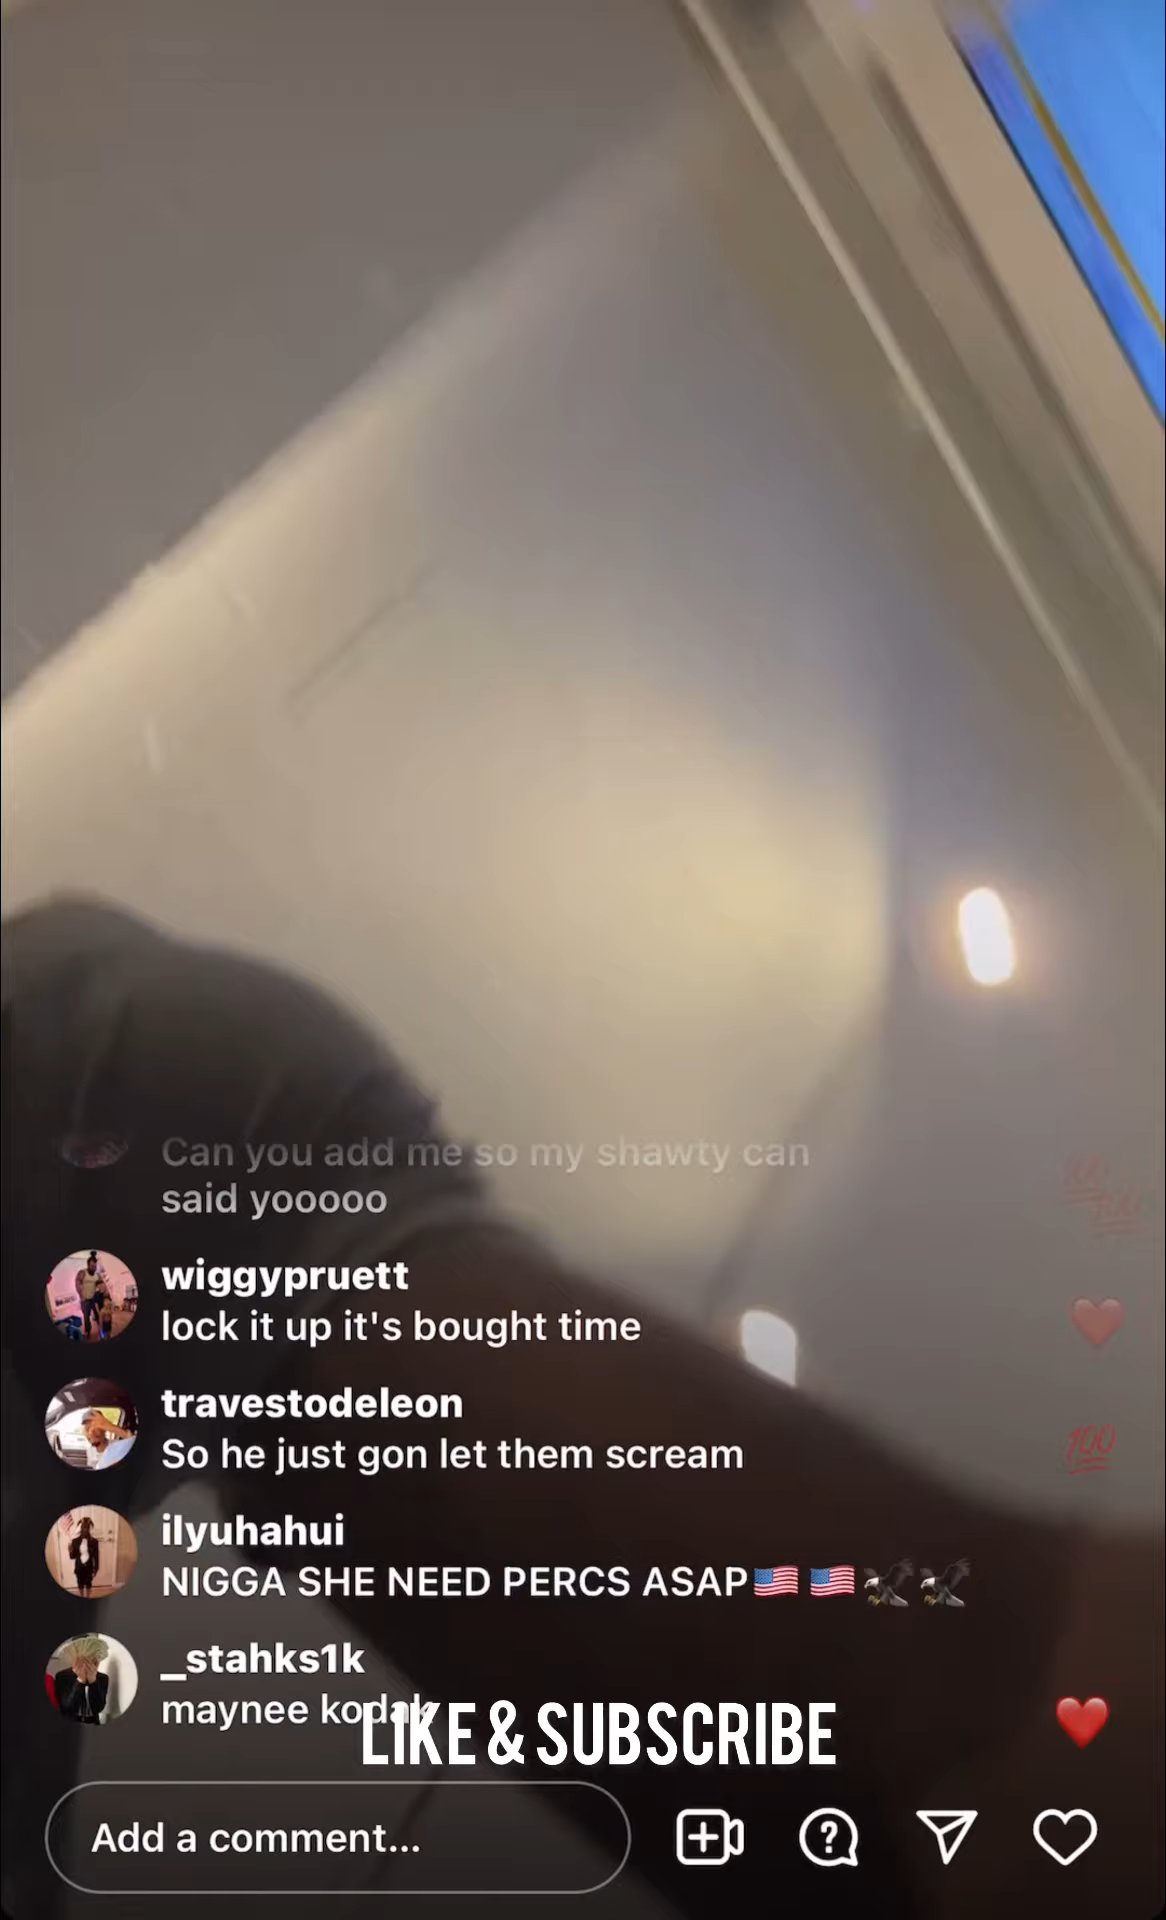 Can you add me so my shawty can
said yooooo
wiggypruett
lock it up it's bought time
travestodeleon
So he just gon let them scream
ilyuhahui
NIGGA SHE NEED PERCS ASAP🇺🇸🇺🇸🦅🦅
_stahks1k
maynee kodak
LIKE & SUBSCRIBE
Add a comment...